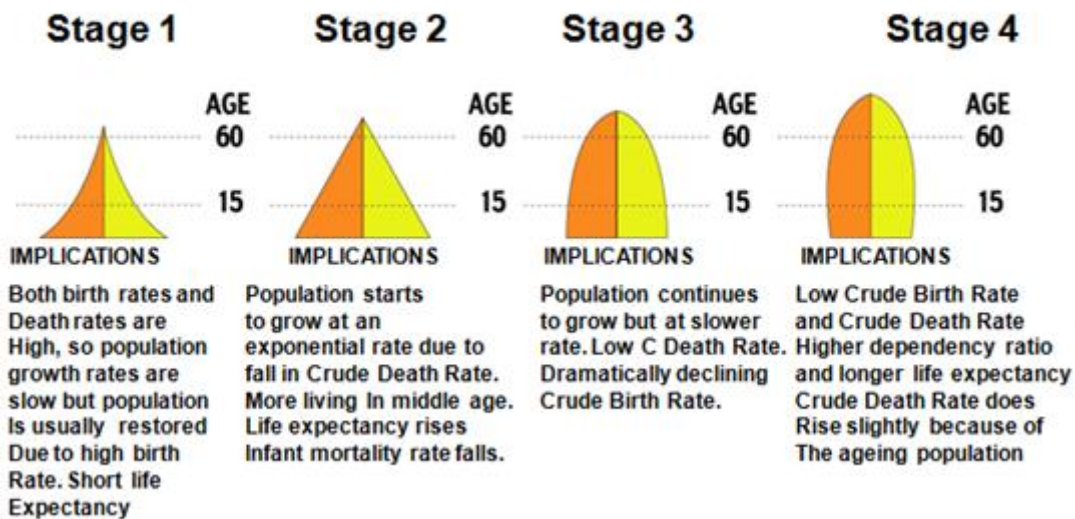 Stage 1
Stage 2
Stage 3
Stage 4
AGE
60
15
AGE
60
15
AGE
60
15
AGE
60
15
IMPLICATIONS
Both birth rates and
Death rates are
High, so population
growth rates are
slow but population
Is usually restored
Due to high birth
Rate. Short life
Expectancy
IMPLICATIONS
Population starts
to grow at an
exponential rate due to
fall in Crude Death Rate.
More living In middle age.
Life expectancy rises
Infant mortality rate falls.
IMPLICATIONS
Population continues
to grow but at slower
rate. Low C Death Rate.
Dramatically declining
Crude Birth Rate.
IMPLICATIONS
Low Crude Birth Rate
and Crude Death Rate
Higher dependency ratio
and longer life expectancy
Crude Death Rate does
Rise slightly because of
The ageing population